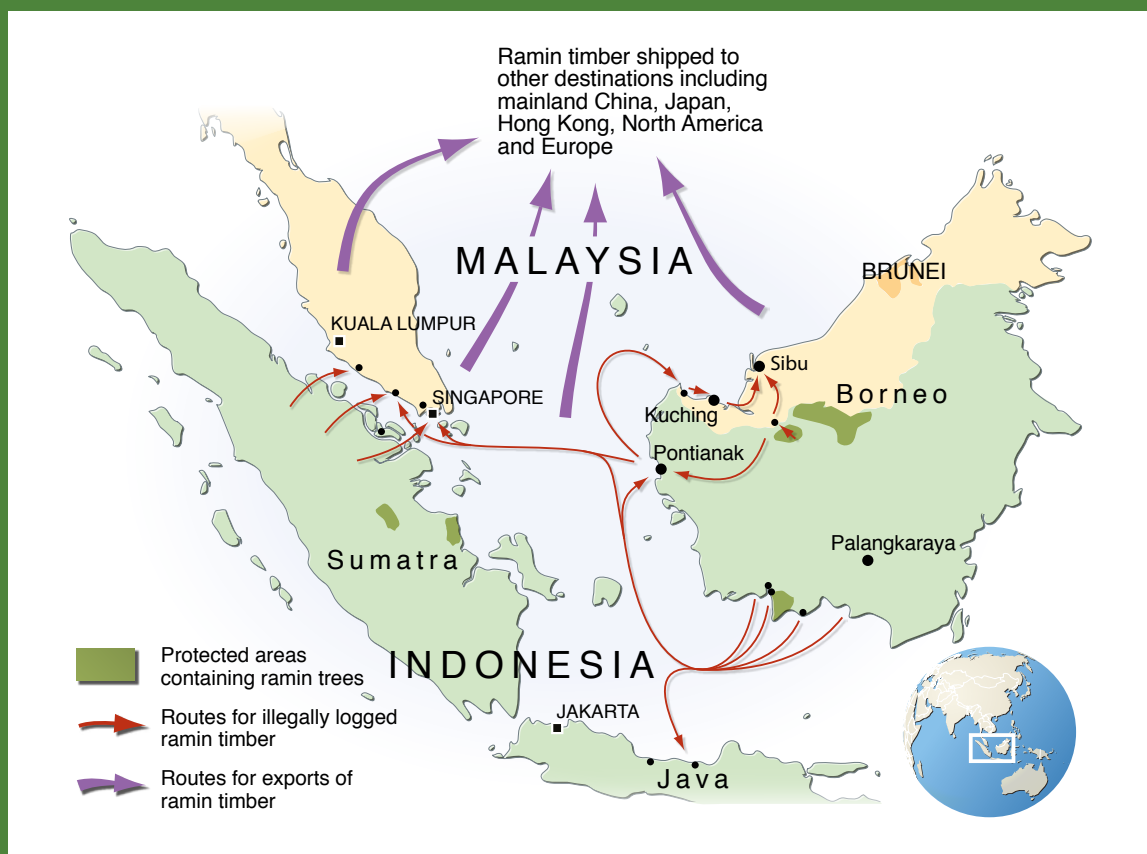 Ramin timber shipped to
other destinations including
mainland China, Japan,
Hong Kong, North America
and Europe
MALAYSIA
BRUNEI
KUALA LUMPUR
Sibu
Borneo
SINGAPORE
Kuching
Pontianak
Palangkaraya
Sumatra
INDONESIA
JAKARTA
Java
Protected areas
containing ramin trees
Routes for illegally logged
ramin timber
Routes for exports of
ramin timber